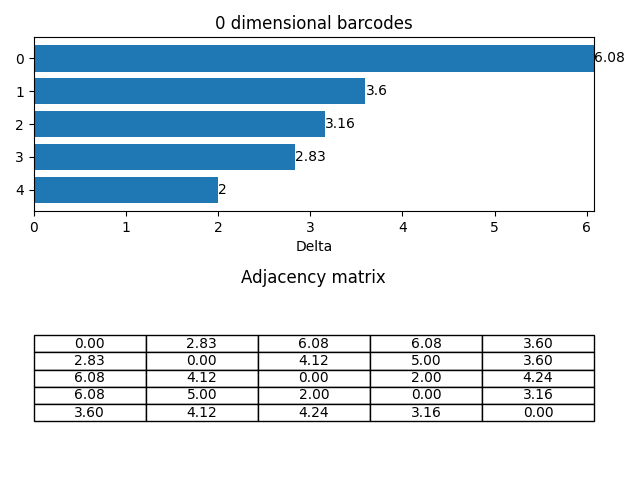 0 dimensional barcodes
0 6.08
1 3.6
2 3.16
3 2.83
4 2
0 1 2 3 4 5 6
Delta
Adjacency matrix
0.00 2.83 6.08 6.08 3.60
2.83 0.00 4.12 5.00 3.60
6.08 4.12 0.00 2.00 4.24
6.08 5.00 2.00 0.00 3.16
3.60 4.12 4.24 3.16 0.00